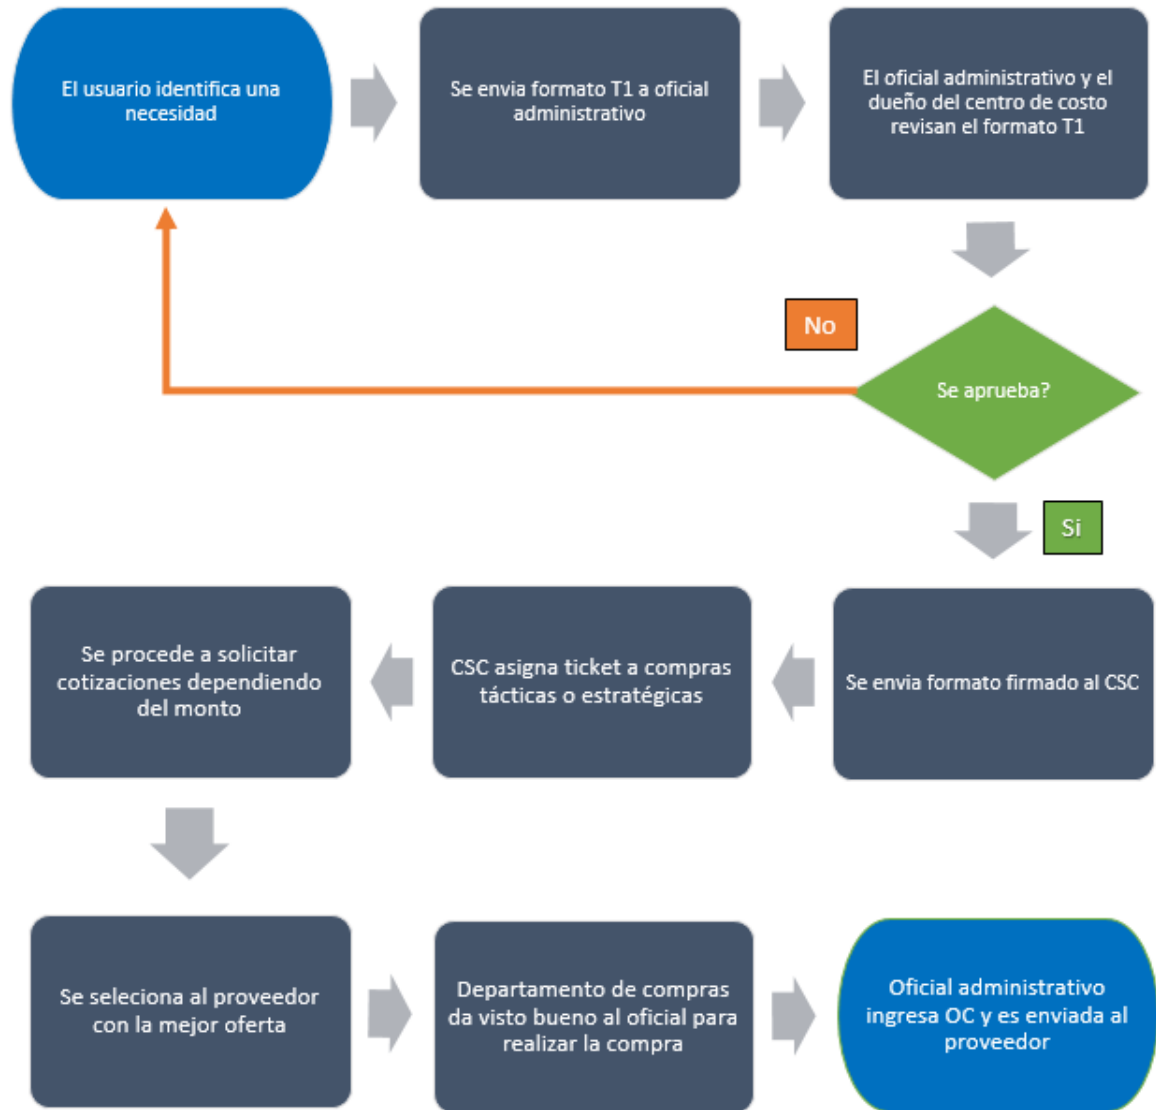 El usuario identifica una
necesidad
Se envia formato T1 a oficial
administrativo
El oficial administrativo y el
dueño del centro de costo
revisan el formato T1
No
Se aprueba?
Si
Se envia formato firmado al CSC
CSC asigna ticket a compras
tácticas o estratégicas
Se procede a solicitar
cotizaciones dependiendo
del monto
Se seleciona al proveedor
con la mejor oferta
Departamento de compras
da visto bueno al oficial para
realizar la compra
Oficial administrativo
ingresa OC y es enviada al
proveedor